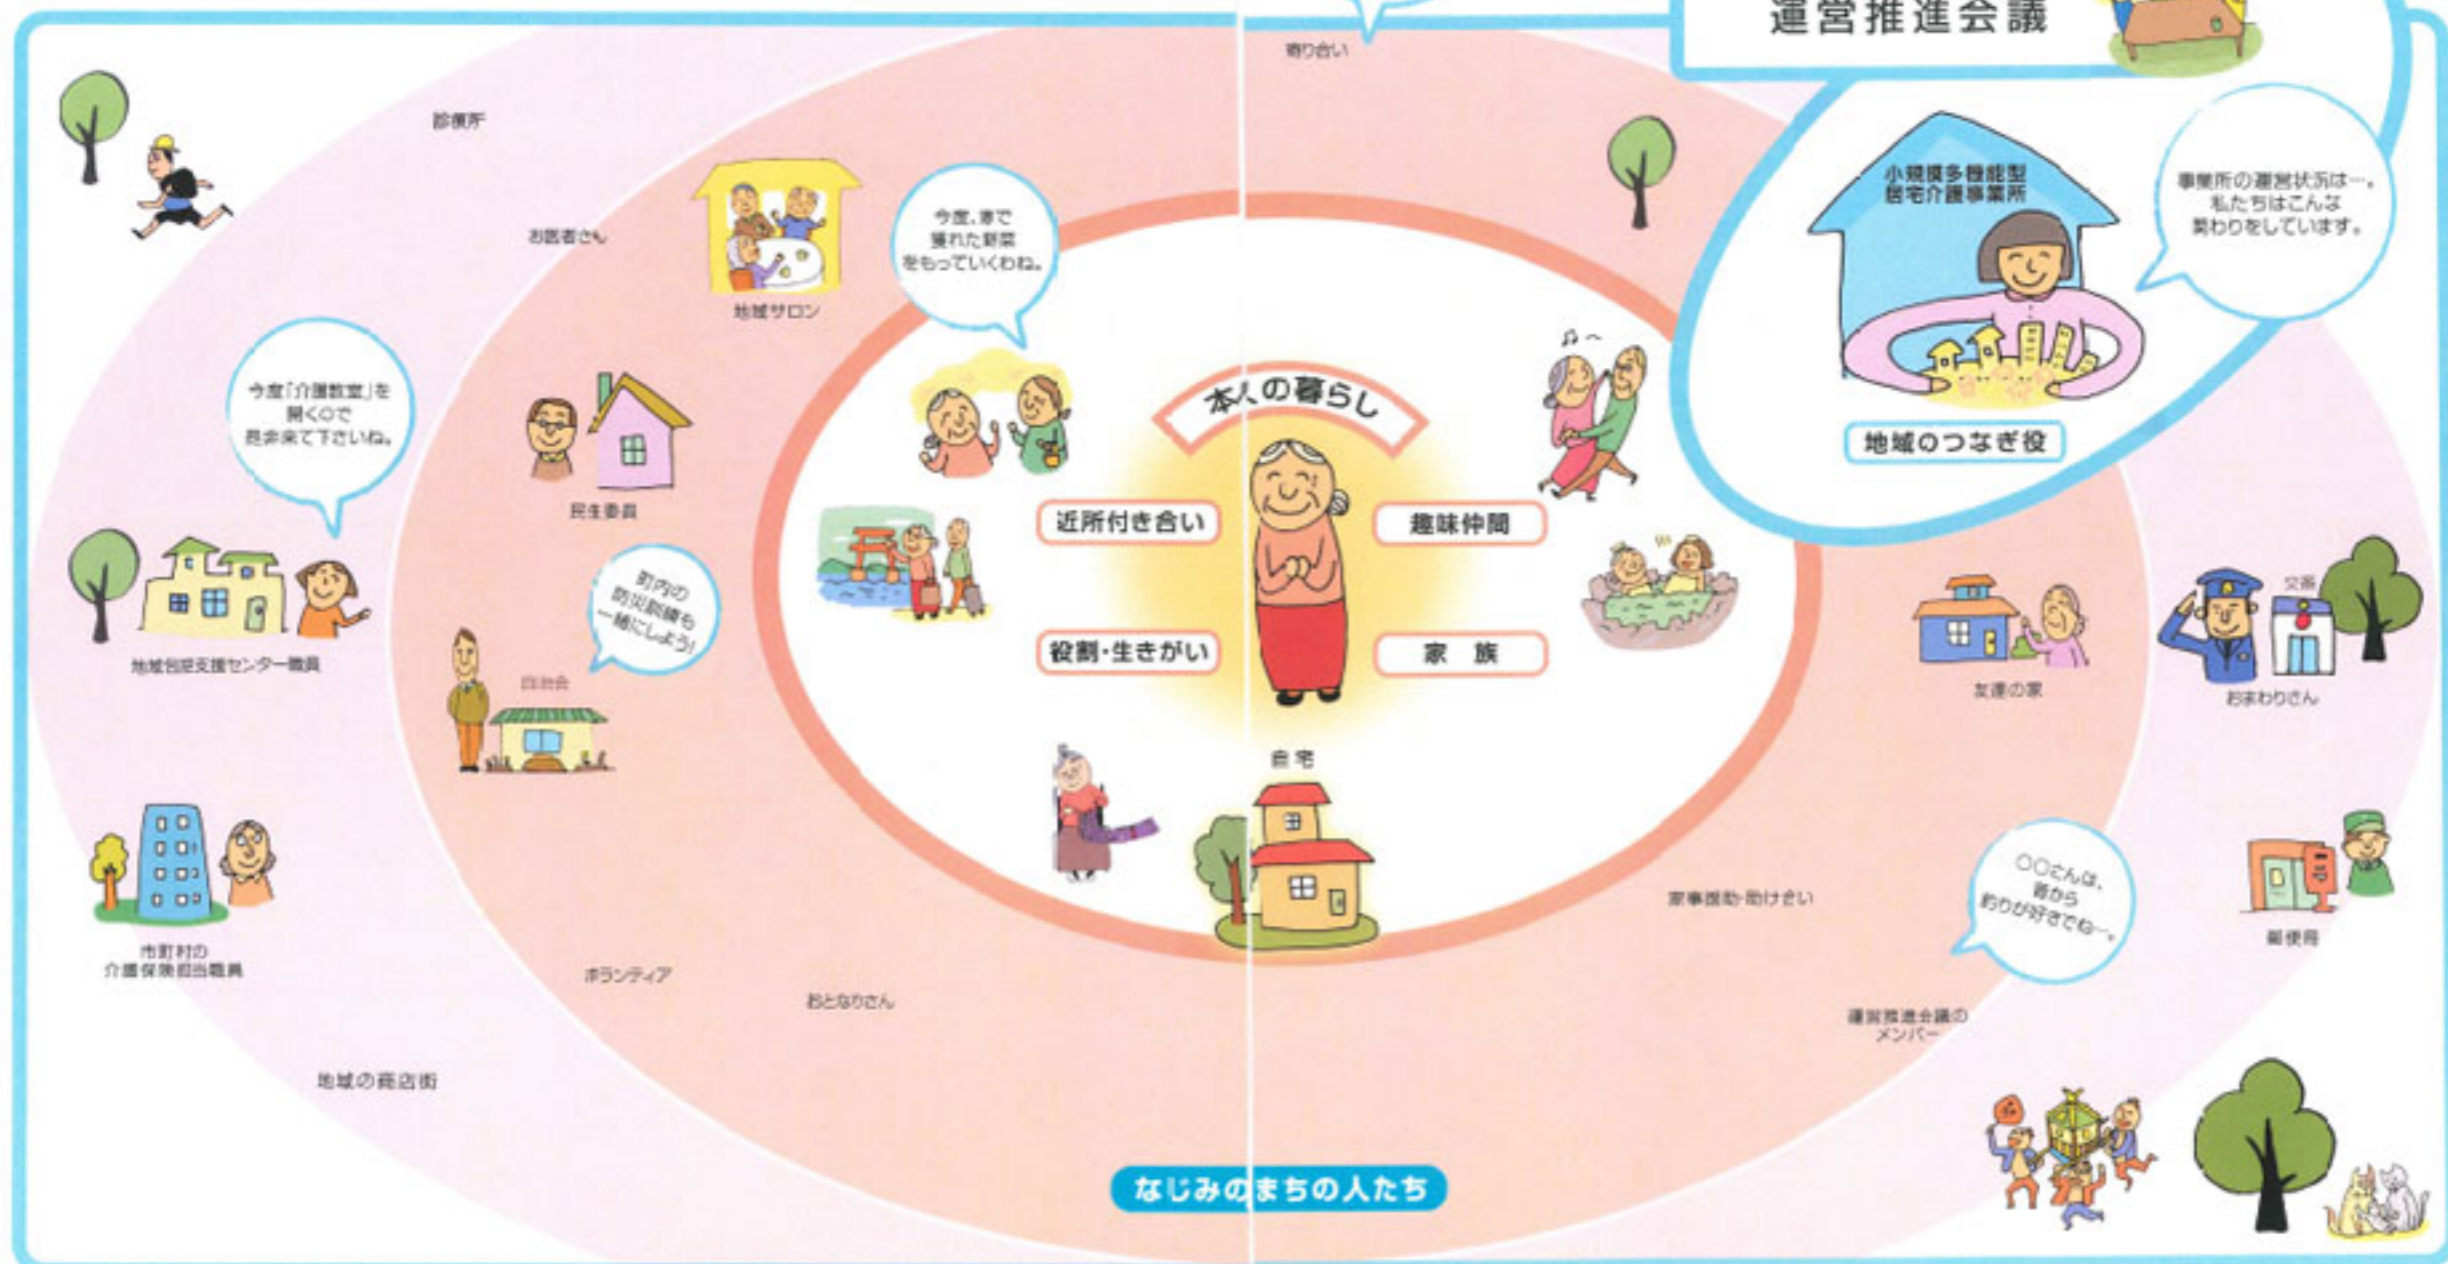 運営推進会議
寄り合い
診療所
お医者さん
地域サロン
今度、
獲れた野菜
をもっていくわね。
小規模多機能型
居宅介護事業所
事業所の運営状況は…。
私たちはこんな
関わりをしています。
地域のつなぎ役
今度「介護教室」を
開くので
是非来て下さいね。
民生委員
本人の暮らし
近所付き合い
趣味仲間
役割・生きがい
家 族
自宅
町内の
防災訓練も
一緒にしよう!
自治会
地域包括支援センター職員
友達の家
交番
おまわりさん
市町村の
介護保険担当職員
ボランティア
おとなりさん
家事援助・助け合い
〇〇さんは、
昔から
釣りが好きでね…。
郵便局
運営推進会議の
メンバー
地域の商店街
なじみのまちの人たち